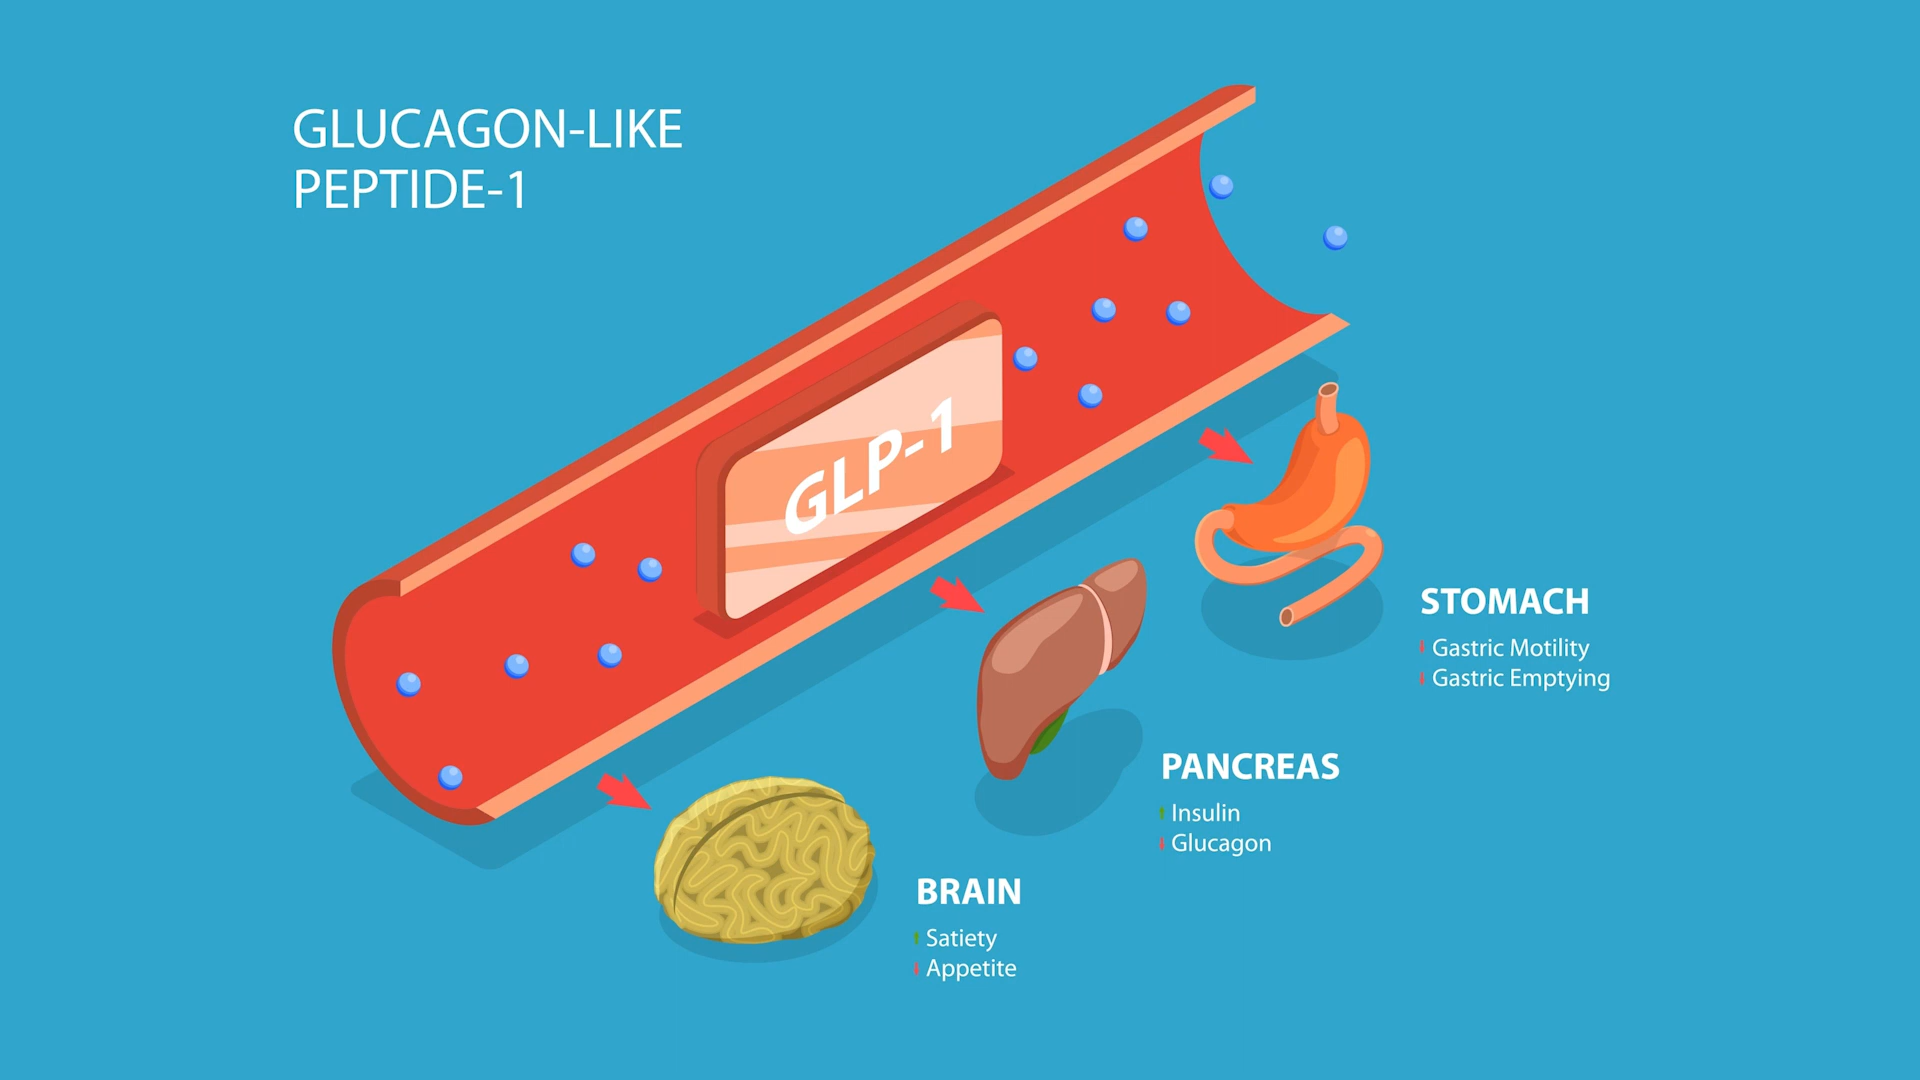 GLUCAGON-LIKE
PEPTIDE-1
GLP-1
STOMACH
Gastric Motility
Gastric Emptying
PANCREAS
Insulin
Glucagon
BRAIN
Satiety
Appetite